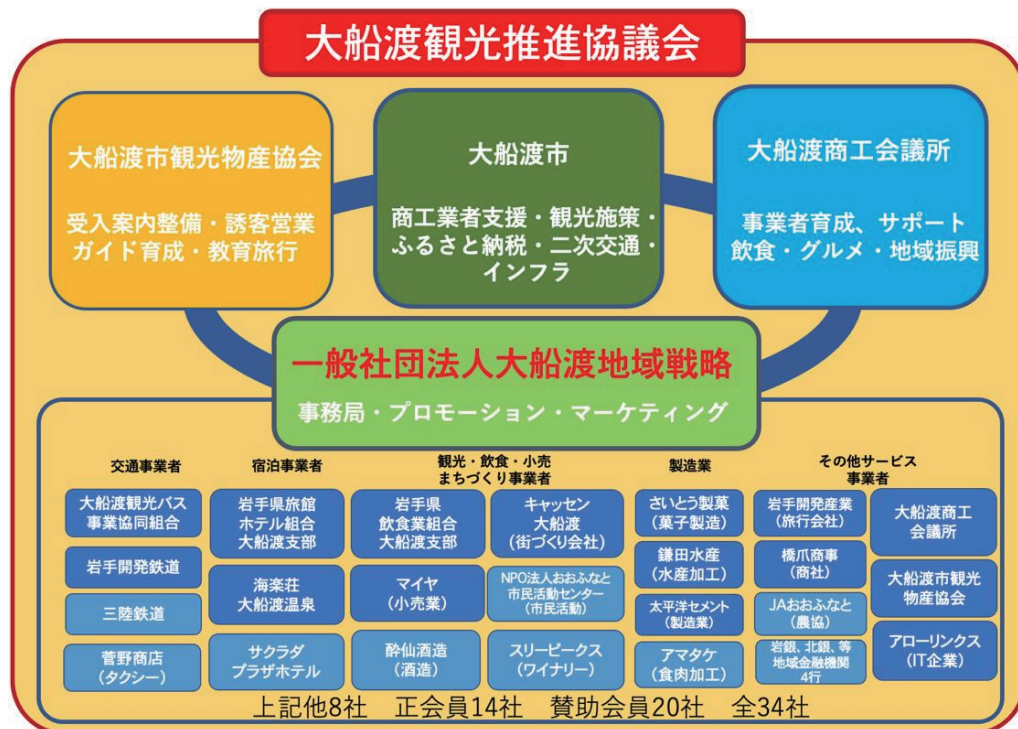 大船渡観光推進協議会
大船渡市観光物産協会
受入案内整備・誘客営業
ガイド育成・教育旅行
大船渡市
商工業者支援・観光施策・
ふるさと納税・二次交通・
インフラ
大船渡商工会議所
事業者育成、サポート
飲食・グルメ・地域振興
一般社団法人大船渡地域戦略
事務局・プロモーション・マーケティング
交通事業者
大船渡観光バス
事業協同組合
岩手開発鉄道
三陸鉄道
菅野商店
(タクシー)
宿泊事業者
岩手県旅館
ホテル組合
大船渡支部
海楽荘
大船渡温泉
サクラダ
プラザホテル
観光・飲食・小売
まちづくり事業者
岩手県
飲食業組合
大船渡支部
マイヤ
(小売業)
酔仙酒造
(酒造)
キャッセン
大船渡
(街づくり会社)
NPO法人おおふなと
市民活動センター
(市民活動)
スリーピークス
(ワイナリー)
製造業
さいとう製菓
(菓子製造)
鎌田水産
(水産加工)
太平洋セメント
(製造業)
アマタケ
(食肉加工)
その他サービス
事業者
岩手開発産業
(旅行会社)
橋爪商事
(商社)
JAおおふなと
(農協)
岩銀、北銀、等
地域金融機関
4行
大船渡商工
会議所
大船渡市観光
物産協会
アローリンクス
(IT企業)
上記他8社 正会員14社 賛助会員20社 全34社